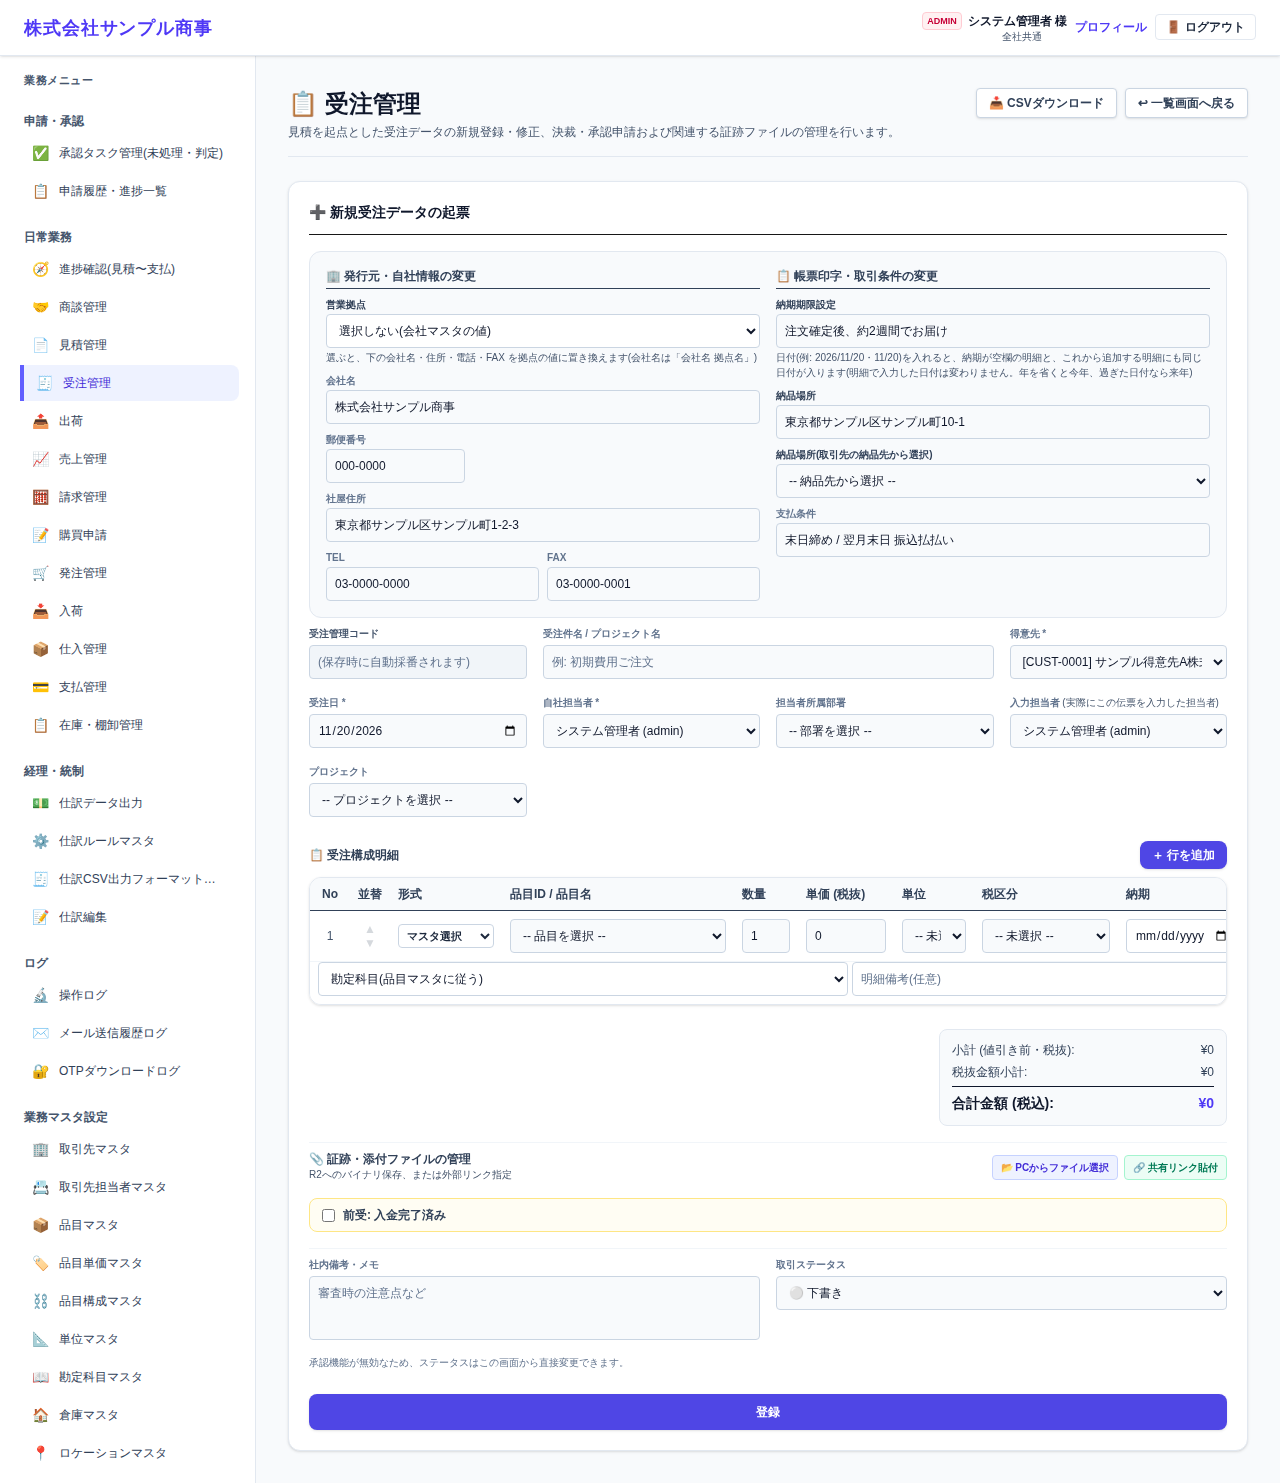 株式会社サンプル商事
ADMIN システム管理者 様
全社共通
プロフィール
🚪 ログアウト
業務メニュー
申請・承認
✅ 承認タスク管理(未処理・判定)
📋 申請履歴・進捗一覧
日常業務
🧭 進捗確認(見積〜支払)
🤝 商談管理
📄 見積管理
🧾 受注管理
📤 出荷
📈 売上管理
🧮 請求管理
📝 購買申請
🛒 発注管理
📥 入荷
📦 仕入管理
💳 支払管理
📋 在庫・棚卸管理
経理・統制
💵 仕訳データ出力
⚙️ 仕訳ルールマスタ
🧾 仕訳CSV出力フォーマット…
📝 仕訳編集
ログ
🔬 操作ログ
✉️ メール送信履歴ログ
🔐 OTPダウンロードログ
業務マスタ設定
🏢 取引先マスタ
📇 取引先担当者マスタ
📦 品目マスタ
🏷️ 品目単価マスタ
⛓️ 品目構成マスタ
📐 単位マスタ
📖 勘定科目マスタ
🏠 倉庫マスタ
📍 ロケーションマスタ
📋 受注管理
📥 CSVダウンロード
↩ 一覧画面へ戻る
見積を起点とした受注データの新規登録・修正、決裁・承認申請および関連する証跡ファイルの管理を行います。
➕ 新規受注データの起票
🏢 発行元・自社情報の変更
営業拠点
選択しない(会社マスタの値)
選ぶと、下の会社名・住所・電話・FAX を拠点の値に置き換えます(会社名は「会社名 拠点名」)
会社名
株式会社サンプル商事
郵便番号
000-0000
社屋住所
東京都サンプル区サンプル町1-2-3
TEL
FAX
03-0000-0000
03-0000-0001
📋 帳票印字・取引条件の変更
納期期限設定
注文確定後、約2週間でお届け
日付(例: 2026/11/20・11/20)を入れると、納期が空欄の明細と、これから追加する明細にも同じ
日付が入ります(明細で入力した日付は変わりません。年を省くと今年、過ぎた日付なら来年)
納品場所
東京都サンプル区サンプル町10-1
納品場所(取引先の納品先から選択)
-- 納品先から選択 --
支払条件
末日締め / 翌月末日 振込払払い
受注管理コード
受注件名 / プロジェクト名
得意先 *
(保存時に自動採番されます)
例: 初期費用ご注文
[CUST-0001] サンプル得意先A株
受注日 *
自社担当者 *
担当者所属部署
入力担当者 (実際にこの伝票を入力した担当者)
11/20/2026
システム管理者 (admin)
-- 部署を選択 --
システム管理者 (admin)
プロジェクト
-- プロジェクトを選択 --
📋 受注構成明細
＋ 行を追加
No 並替 形式 品目ID / 品目名 数量 単価 (税抜) 単位 税区分 納期
1 ▲ ▼ マスタ選択 -- 品目を選択 -- 1 0 -- 未 -- 未選択 -- mm/dd/yyyy
勘定科目(品目マスタに従う)
明細備考(任意)
小計 (値引き前・税抜): ¥0
税抜金額小計: ¥0
合計金額 (税込): ¥0
📎 証跡・添付ファイルの管理
R2へのバイナリ保存、または外部リンク指定
📂 PCからファイル選択
🔗 共有リンク貼付
前受: 入金完了済み
社内備考・メモ
取引ステータス
審査時の注意点など
⚪ 下書き
承認機能が無効なため、ステータスはこの画面から直接変更できます。
登録